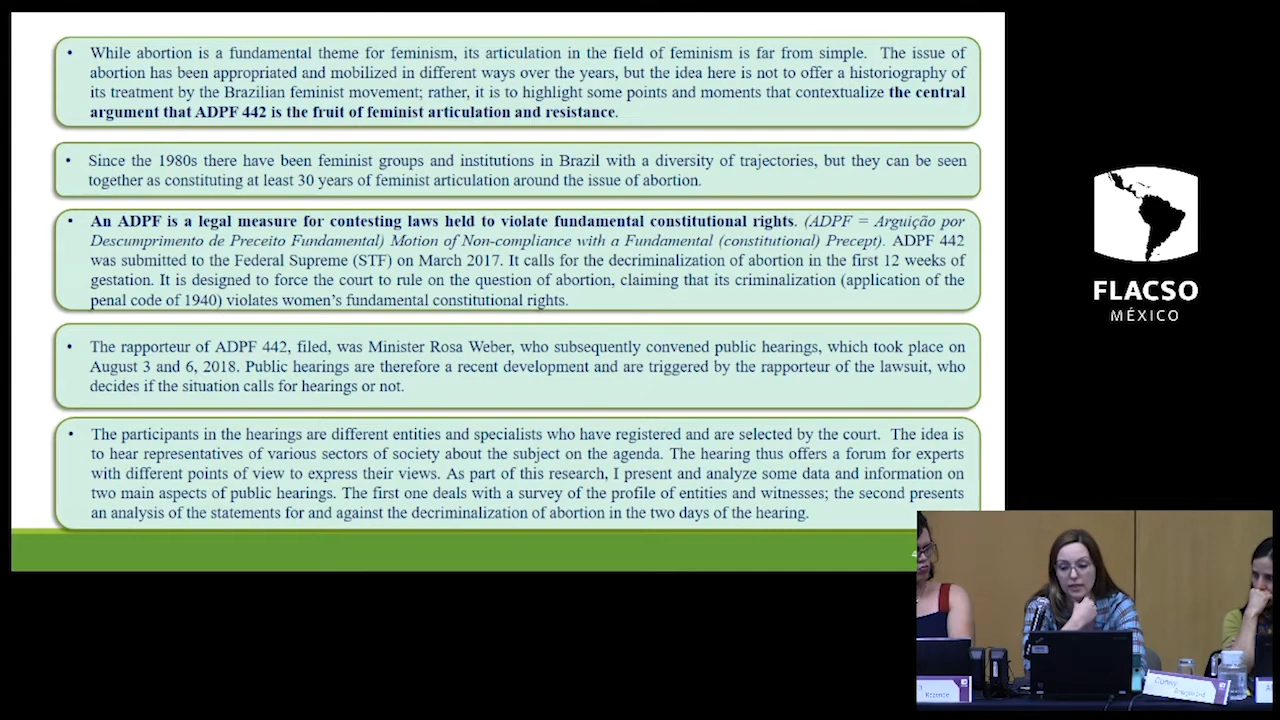 • While abortion is a fundamental theme for feminism, its articulation in the field of feminism is far from simple. The issue of
abortion has been appropriated and mobilized in different ways over the years, but the idea here is not to offer a historiography of
its treatment by the Brazilian feminist movement; rather, it is to highlight some points and moments that contextualize the central
argument that ADPF 442 is the fruit of feminist articulation and resistance.
• Since the 1980s there have been feminist groups and institutions in Brazil with a diversity of trajectories, but they can be seen
together as constituting at least 30 years of feminist articulation around the issue of abortion.
• An ADPF is a legal measure for contesting laws held to violate fundamental constitutional rights. (ADPF = Arguição por
Descumprimento de Preceito Fundamental) Motion of Non-compliance with a Fundamental (constitutional) Precept). ADPF 442
was submitted to the Federal Supreme (STF) on March 2017. It calls for the decriminalization of abortion in the first 12 weeks of
gestation. It is designed to force the court to rule on the question of abortion, claiming that its criminalization (application of the
penal code of 1940) violates women's fundamental constitutional rights.
• The rapporteur of ADPF 442, filed, was Minister Rosa Weber, who subsequently convened public hearings, which took place on
August 3 and 6, 2018. Public hearings are therefore a recent development and are triggered by the rapporteur of the lawsuit, who
decides if the situation calls for hearings or not.
• The participants in the hearings are different entities and specialists who have registered and are selected by the court. The idea is
to hear representatives of various sectors of society about the subject on the agenda. The hearing thus offers a forum for experts
with different points of view to express their views. As part of this research, I present and analyze some data and information on
two main aspects of public hearings. The first one deals with a survey of the profile of entities and witnesses; the second presents
an analysis of the statements for and against the decriminalization of abortion in the two days of the hearing.
FLACSO
MÉXICO
Rezende